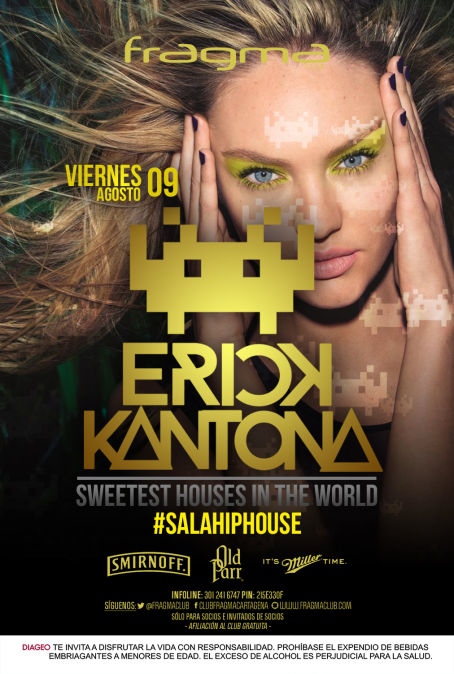 fragma
VIERNES 09
AGOSTO
ERICK
KANTONA
SWEETEST HOUSES IN THE WORLD
#SALAHIPHOUSE
SMIRNOFF.
Old Parr
IT'S Miller TIME.
INFOLINE: 301 241 6747 PIN: 215E330F
SÍGUENOS: @FRAGMACLUB CLUBFRAGMACARTAGENA WWW.FRAGMACLUB.COM
SÓLO PARA SOCIOS E INVITADOS DE SOCIOS
- AFILIACIÓN AL CLUB GRATUITA -
DIAGEO TE INVITA A DISFRUTAR LA VIDA CON RESPONSABILIDAD. PROHÍBASE EL EXPENDIO DE BEBIDAS
EMBRIAGANTES A MENORES DE EDAD. EL EXCESO DE ALCOHOL ES PERJUDICIAL PARA LA SALUD.